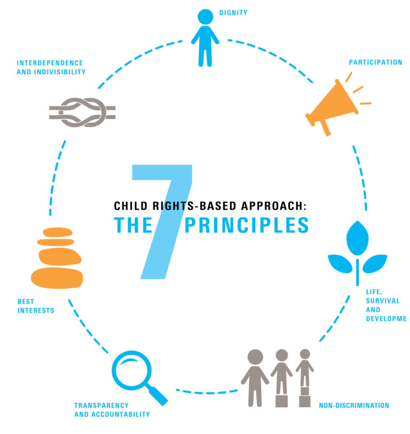 DIGNITY
PARTICIPATION
LIFE,
SURVIVAL
AND
DEVELOPME
NON-DISCRIMINATION
TRANSPARENCY
AND ACCOUNTABILITY
BEST
INTERESTS
INTERDEPENDENCE
AND INDIVISIBILITY
7
CHILD RIGHTS-BASED APPROACH:
THE PRINCIPLES